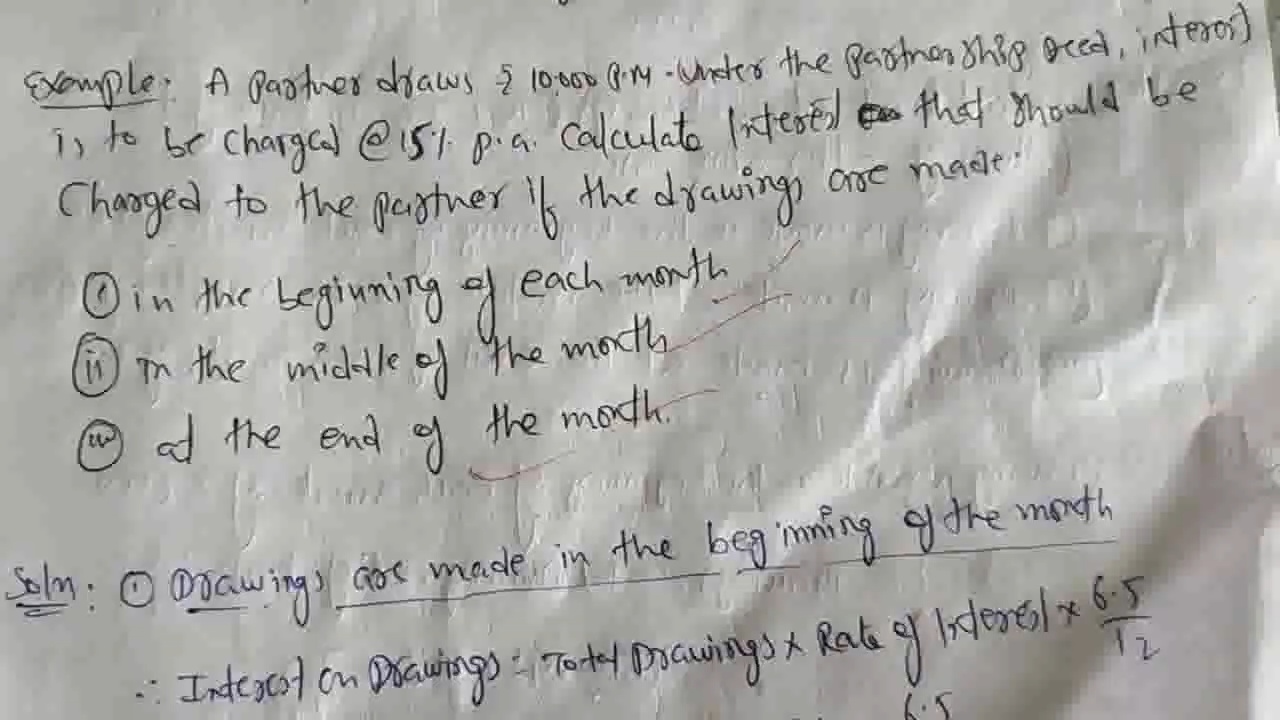 Example: A partner draws ₹ 10,000 P.M. Under the partnership deed, interest
is to be charged @ 15% p.a. Calculate Interest that should be
Charged to the partner if the drawings are made:
(i) in the beginning of each month
(ii) in the middle of the month
(iii) at the end of the month.
Soln: (i) Drawings are made in the beginning of the month
∴ Interest on Drawings = Total Drawings x Rate of Interest x 6.5/12
6.5